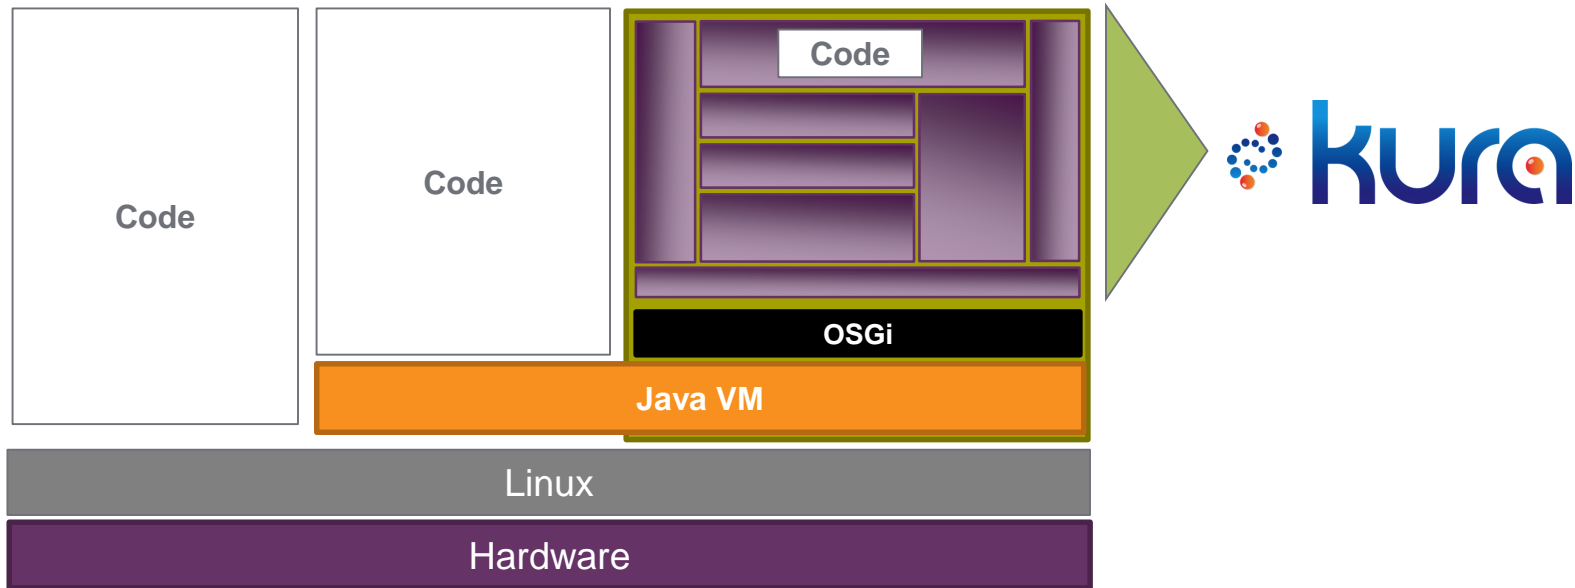 Code
Code
Code
kura
OSGi
Java VM
Linux
Hardware